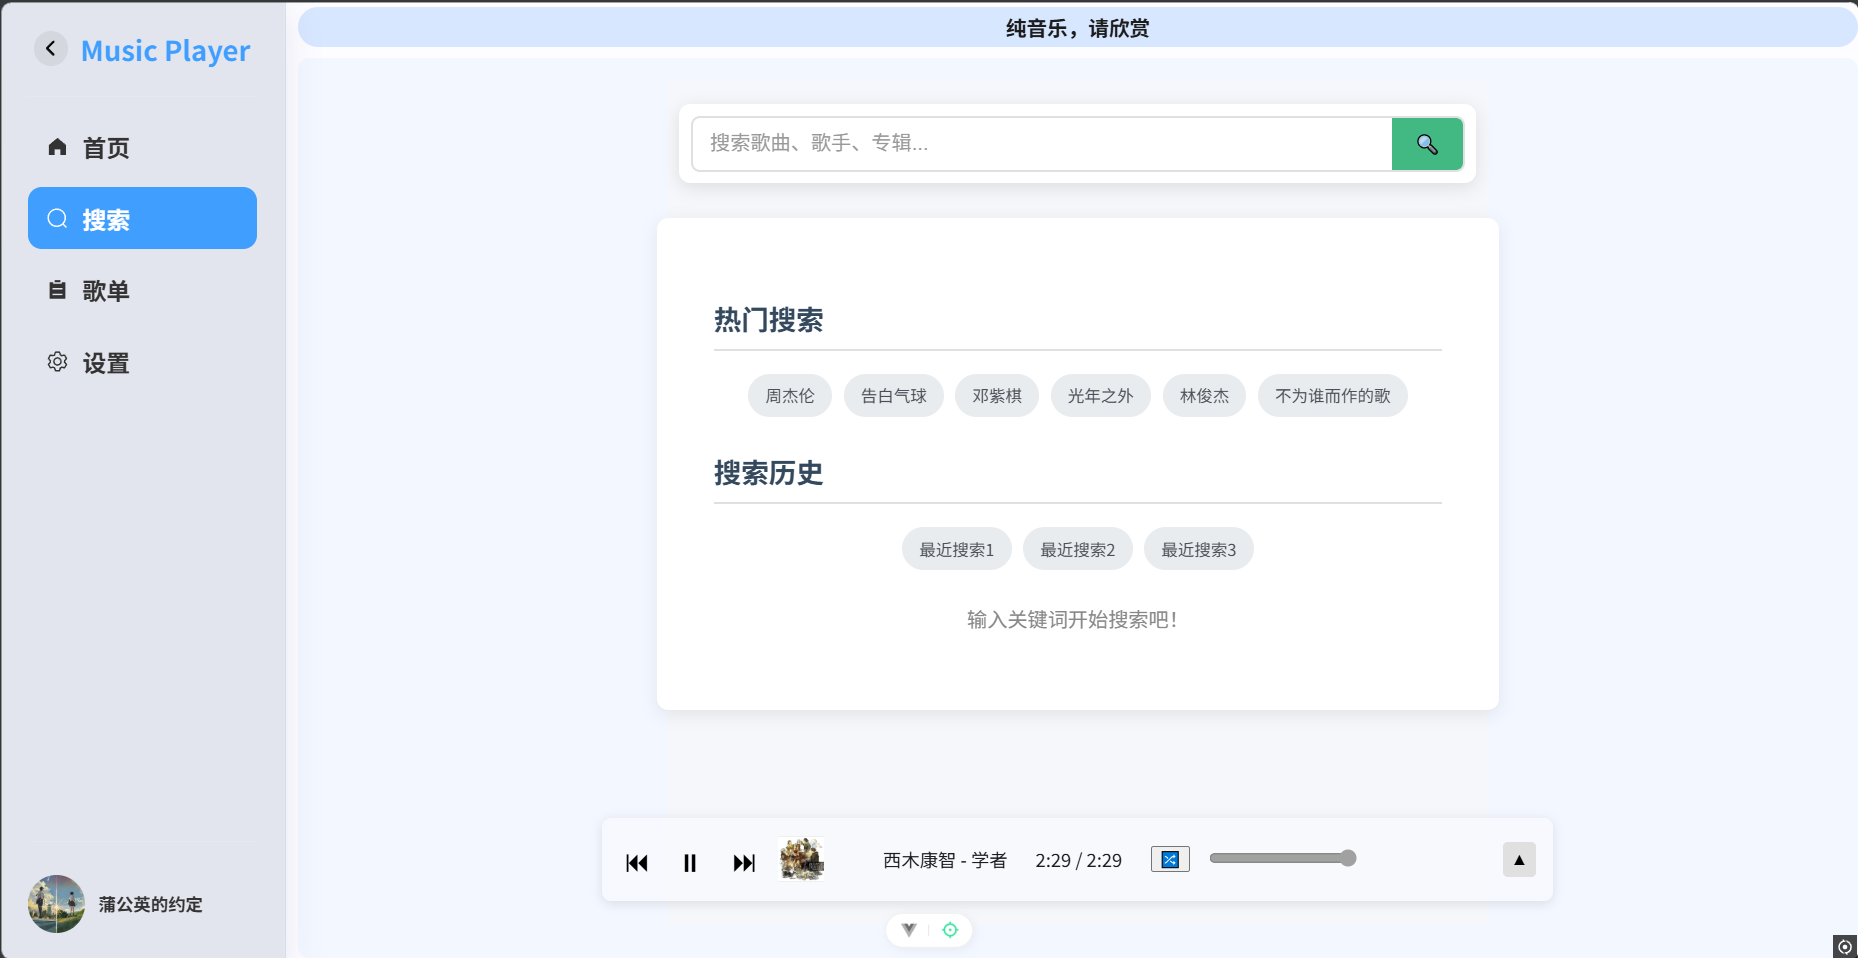 纯音乐，请欣赏
Music Player
首页
搜索
歌单
设置
搜索歌曲、歌手、专辑...
热门搜索
周杰伦 告白气球 邓紫棋 光年之外 林俊杰 不为谁而作的歌
搜索历史
最近搜索1 最近搜索2 最近搜索3
输入关键词开始搜索吧！
西木康智 - 学者 2:29 / 2:29
蒲公英的约定